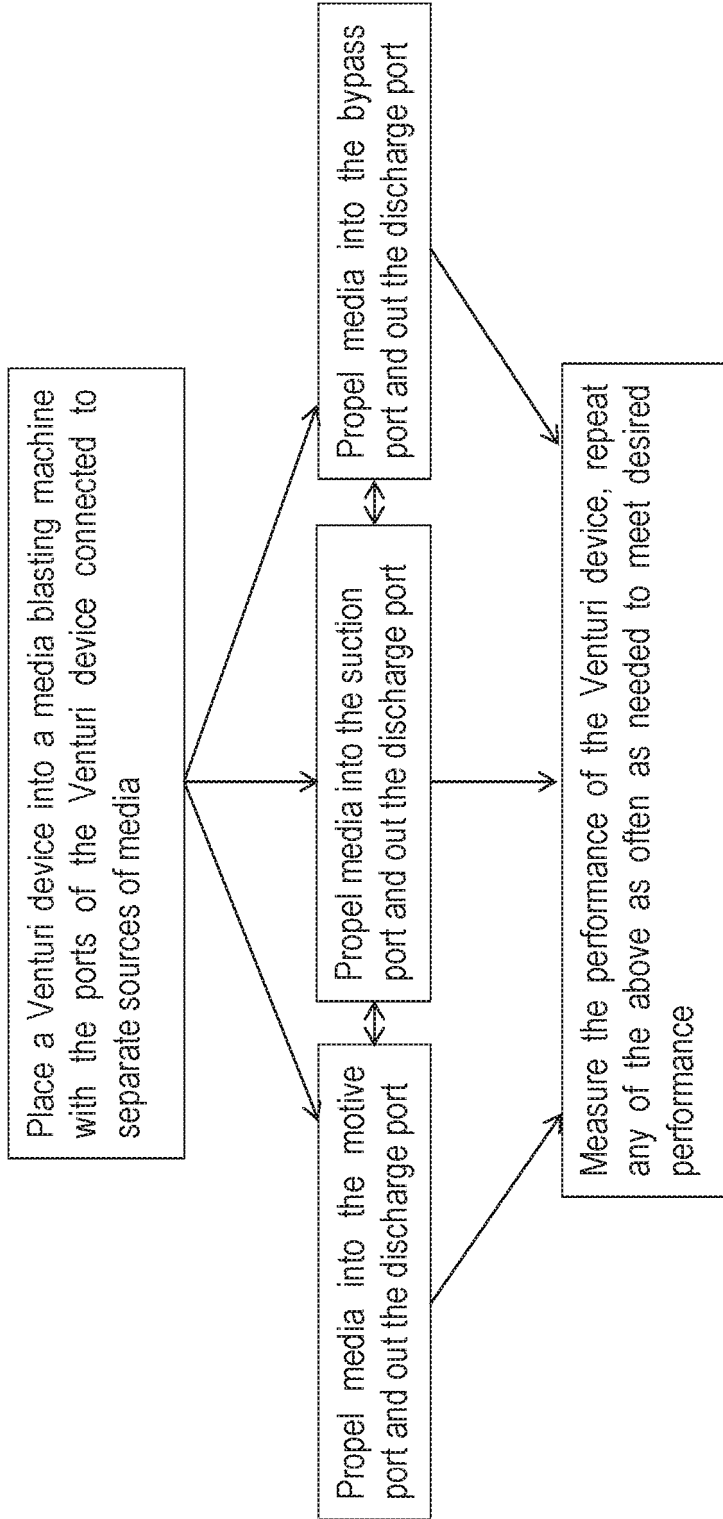 Place a Venturi device into a media blasting machine
with the ports of the Venturi device connected to
separate sources of media
Propel media into the motive
port and out the discharge port
Propel media into the suction
port and out the discharge port
Propel media into the bypass
port and out the discharge port
Measure the performance of the Venturi device, repeat
any of the above as often as needed to meet desired
performance